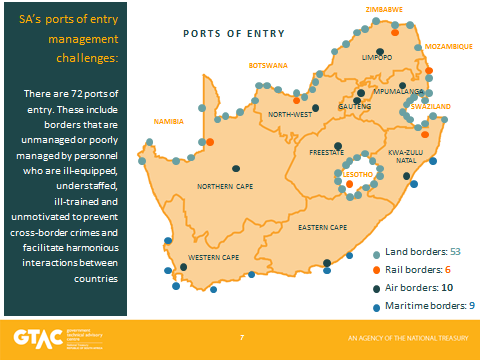 SA's ports of entry
management
challenges:
There are 72 ports of
entry. These include
borders that are
unmanaged or poorly
managed by personnel
who are ill-equipped,
understaffed,
ill-trained and
unmotivated to prevent
cross-border crimes and
facilitate harmonious
interactions between
countries
PORTS OF ENTRY
ZIMBABWE
MOZAMBIQUE
LIMPOPO
BOTSWANA
MPUMALANGA
GAUTENG
SWAZILAND
NORTH-WEST
NAMIBIA
FREESTATE
KWA-ZULU
NATAL
LESOTHO
NORTHERN CAPE
EASTERN CAPE
WESTERN CAPE
Land borders: 53
Rail borders: 6
Air borders: 10
Maritime borders: 9
GTAC
government
technical advisory
centre
7
AN AGENCY OF THE NATIONAL TREASURY